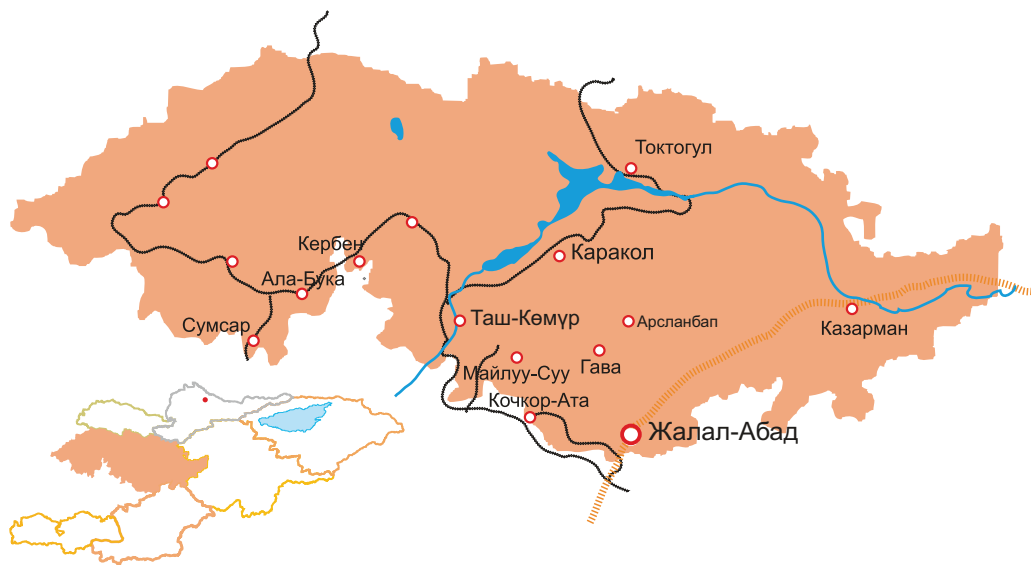 Токтогул
Кербен
Каракол
Ала-Бука
Сумсар
Таш-Көмүр
Арсланбап
Казарман
Майлуу-Суу
Гава
Кочкор-Ата
Жалал-Абад